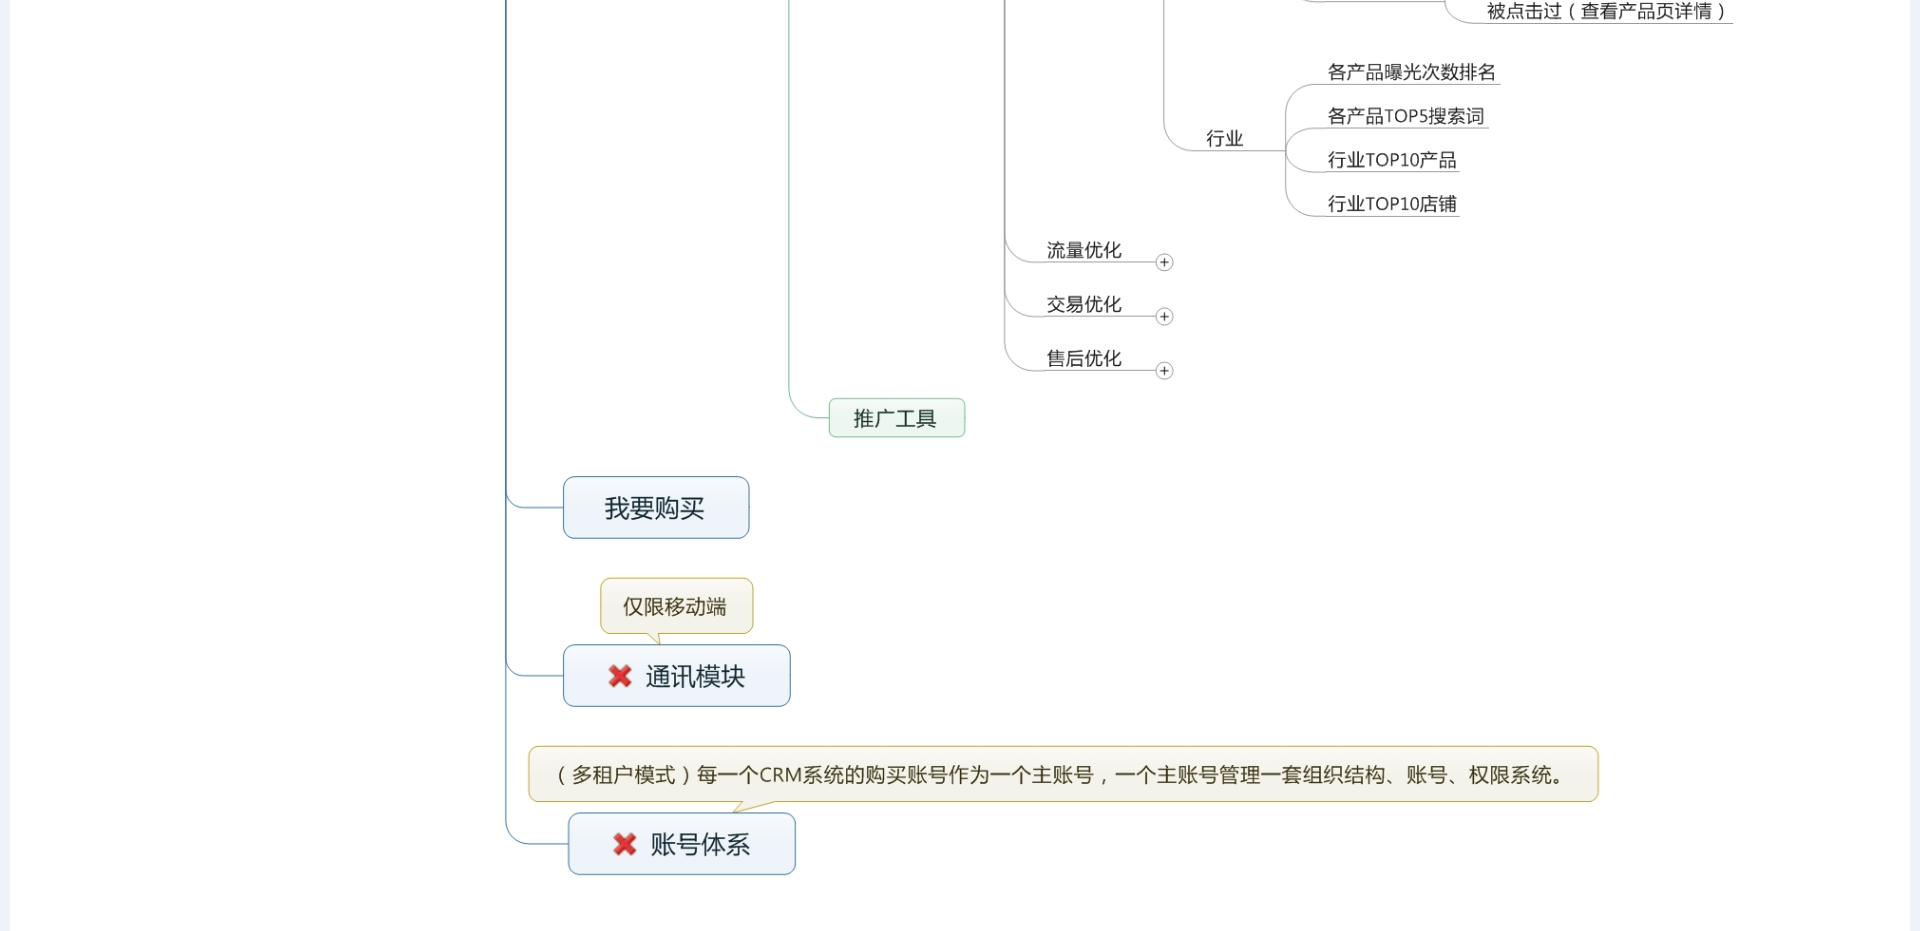 被点击过（查看产品页详情）
各产品曝光次数排名
各产品TOP5搜索词
行业
行业TOP10产品
行业TOP10店铺
流量优化
交易优化
售后优化
推广工具
我要购买
仅限移动端
通讯模块
（多租户模式）每一个CRM系统的购买账号作为一个主账号，一个主账号管理一套组织结构、账号、权限系统。
账号体系